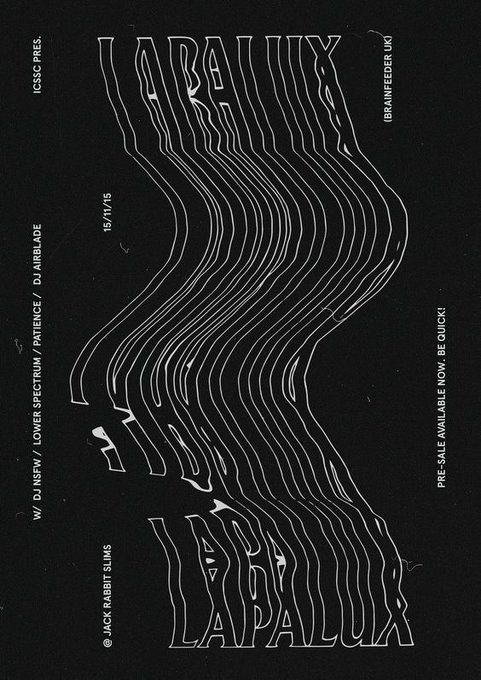 LAPALUX
ICSSC PRES.
(BRAINFEEDER UK)
15/11/15
W/ DJ NSFW / LOWER SPECTRUM / PATIENCE / DJ AIRBLADE
PRE-SALE AVAILABLE NOW. BE QUICK!
@ JACK RABBIT SLIMS
LAPALUX